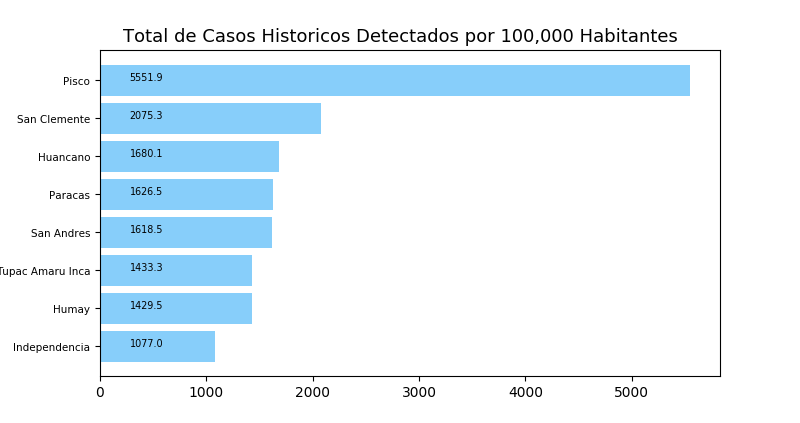 Total de Casos Historicos Detectados por 100,000 Habitantes
Pisco 5551.9
San Clemente 2075.3
Huancano 1680.1
Paracas 1626.5
San Andres 1618.5
Tupac Amaru Inca 1433.3
Humay 1429.5
Independencia 1077.0
0 1000 2000 3000 4000 5000